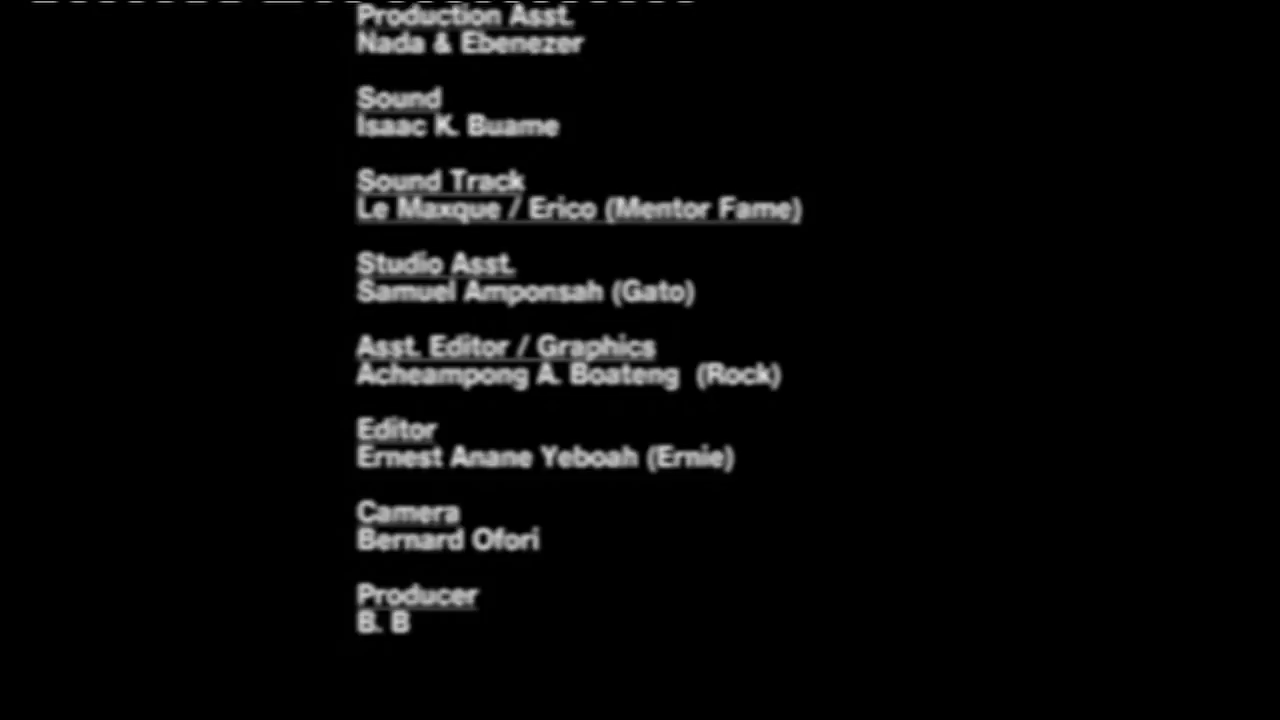 Production Asst.
Nada & Ebenezer
Sound
Isaac K. Buame
Sound Track
Le Maxque / Erico (Mentor Fame)
Studio Asst.
Samuel Amponsah (Gato)
Asst. Editor / Graphics
Acheampong A. Boateng (Rock)
Editor
Ernest Anane Yeboah (Ernie)
Camera
Bernard Ofori
Producer
B. B